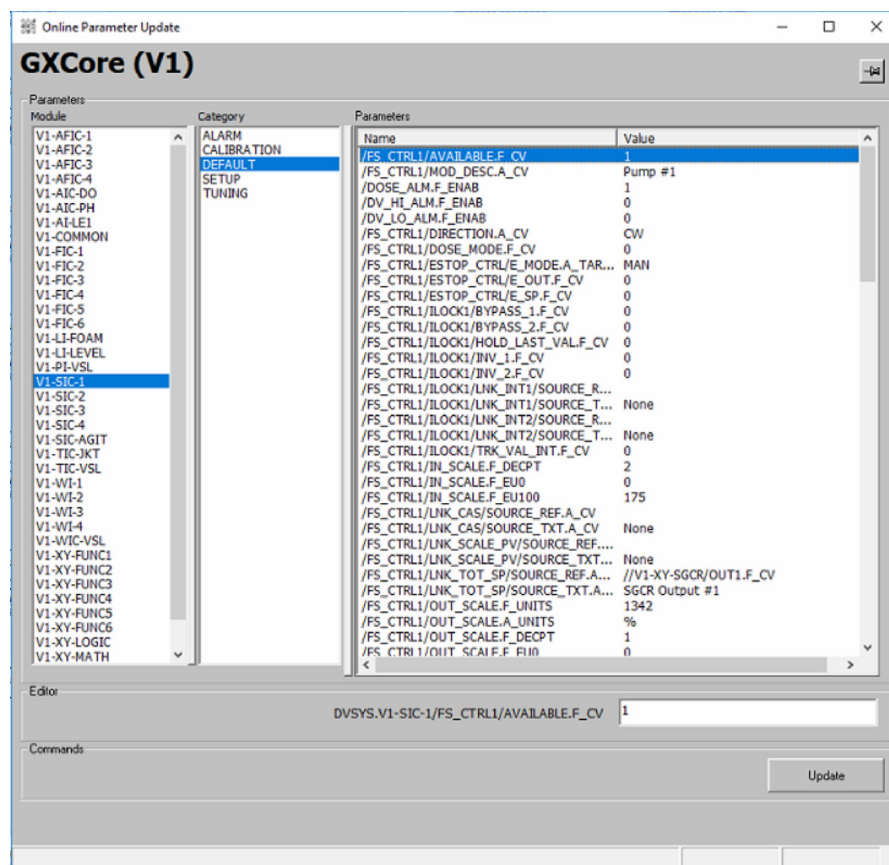 Online Parameter Update
GXCore (V1)
Parameters
Module
V1-AFIC-1
V1-AFIC-2
V1-AFIC-3
V1-AFIC-4
V1-AIC-DO
V1-AIC-PH
V1-AI-LE1
V1-COMMON
V1-FIC-1
V1-FIC-2
V1-FIC-3
V1-FIC-4
V1-FIC-5
V1-FIC-6
V1-LI-FOAM
V1-LI-LEVEL
V1-PI-VSL
V1-SIC-1
V1-SIC-2
V1-SIC-3
V1-SIC-4
V1-SIC-AGIT
V1-TIC-JKT
V1-TIC-VSL
V1-WI-1
V1-WI-2
V1-WI-3
V1-WI-4
V1-WIC-VSL
V1-XY-FUNC1
V1-XY-FUNC2
V1-XY-FUNC3
V1-XY-FUNC4
V1-XY-FUNC5
V1-XY-FUNC6
V1-XY-LOGIC
V1-XY-MATH
Category
ALARM
CALIBRATION
DEFAULT
SETUP
TUNING
Parameters
Name Value
/FS_CTRL1/AVAILABLE.F_CV 1
/FS_CTRL1/MOD_DESC.A_CV Pump #1
/DOSE_ALM.F_ENAB 1
/DV_HI_ALM.F_ENAB 0
/DV_LO_ALM.F_ENAB 0
/FS_CTRL1/DIRECTION.A_CV CW
/FS_CTRL1/DOSE_MODE.F_CV 0
/FS_CTRL1/ESTOP_CTRL/E_MODE.A_TAR... MAN
/FS_CTRL1/ESTOP_CTRL/E_OUT.F_CV 0
/FS_CTRL1/ESTOP_CTRL/E_SP.F_CV 0
/FS_CTRL1/ILOCK1/BYPASS_1.F_CV 0
/FS_CTRL1/ILOCK1/BYPASS_2.F_CV 0
/FS_CTRL1/ILOCK1/HOLD_LAST_VAL.F_CV 0
/FS_CTRL1/ILOCK1/INV_1.F_CV 0
/FS_CTRL1/ILOCK1/INV_2.F_CV 0
/FS_CTRL1/ILOCK1/LNK_INT1/SOURCE_R...
/FS_CTRL1/ILOCK1/LNK_INT1/SOURCE_T... None
/FS_CTRL1/ILOCK1/LNK_INT2/SOURCE_R...
/FS_CTRL1/ILOCK1/LNK_INT2/SOURCE_T... None
/FS_CTRL1/ILOCK1/TRK_VAL_INT.F_CV 0
/FS_CTRL1/IN_SCALE.F_DECPT 2
/FS_CTRL1/IN_SCALE.F_EU0 0
/FS_CTRL1/IN_SCALE.F_EU100 175
/FS_CTRL1/LNK_CAS/SOURCE_REF.A_CV
/FS_CTRL1/LNK_CAS/SOURCE_TXT.A_CV None
/FS_CTRL1/LNK_SCALE_PV/SOURCE_REF....
/FS_CTRL1/LNK_SCALE_PV/SOURCE_TXT... None
/FS_CTRL1/LNK_TOT_SP/SOURCE_REF.A... //V1-XY-SGCR/OUT1.F_CV
/FS_CTRL1/LNK_TOT_SP/SOURCE_TXT.A... SGCR Output #1
/FS_CTRL1/OUT_SCALE.F_UNITS 1342
/FS_CTRL1/OUT_SCALE.A_UNITS %
/FS_CTRL1/OUT_SCALE.F_DECPT 1
/FS_CTRL1/OUT_SCALE.F_EU0 0
Editor
DVSYS.V1-SIC-1/FS_CTRL1/AVAILABLE.F_CV 1
Commands
Update